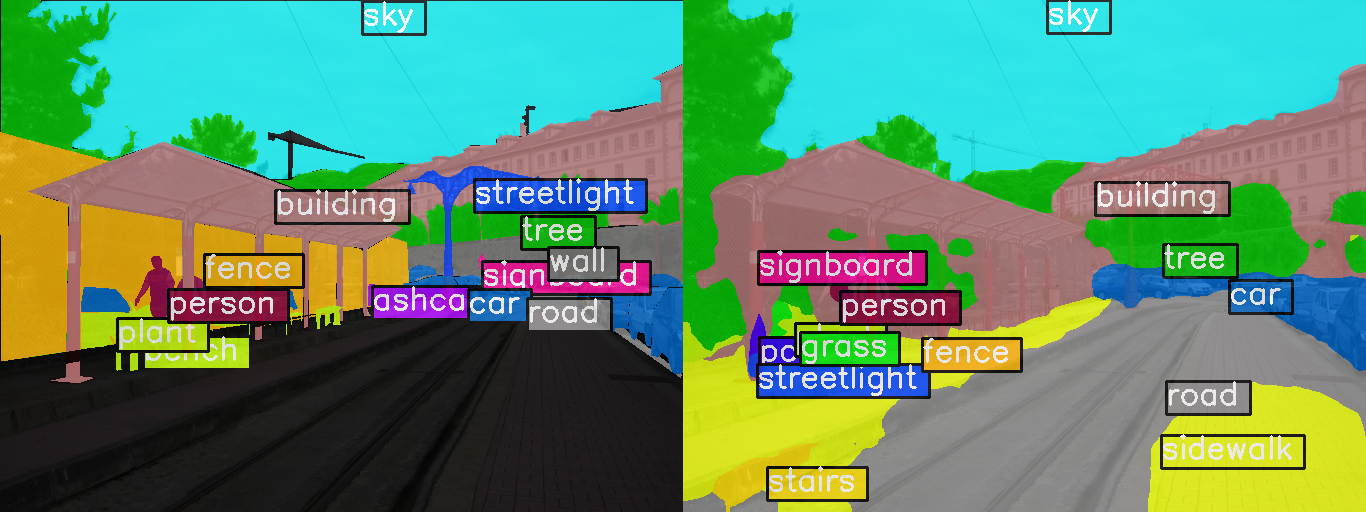 sky
streetlight
building
tree
wall
fence
signboard
person
ashca
car
road
plant
bench
sky
building
tree
signboard
car
person
grass
fence
streetlight
road
sidewalk
stairs